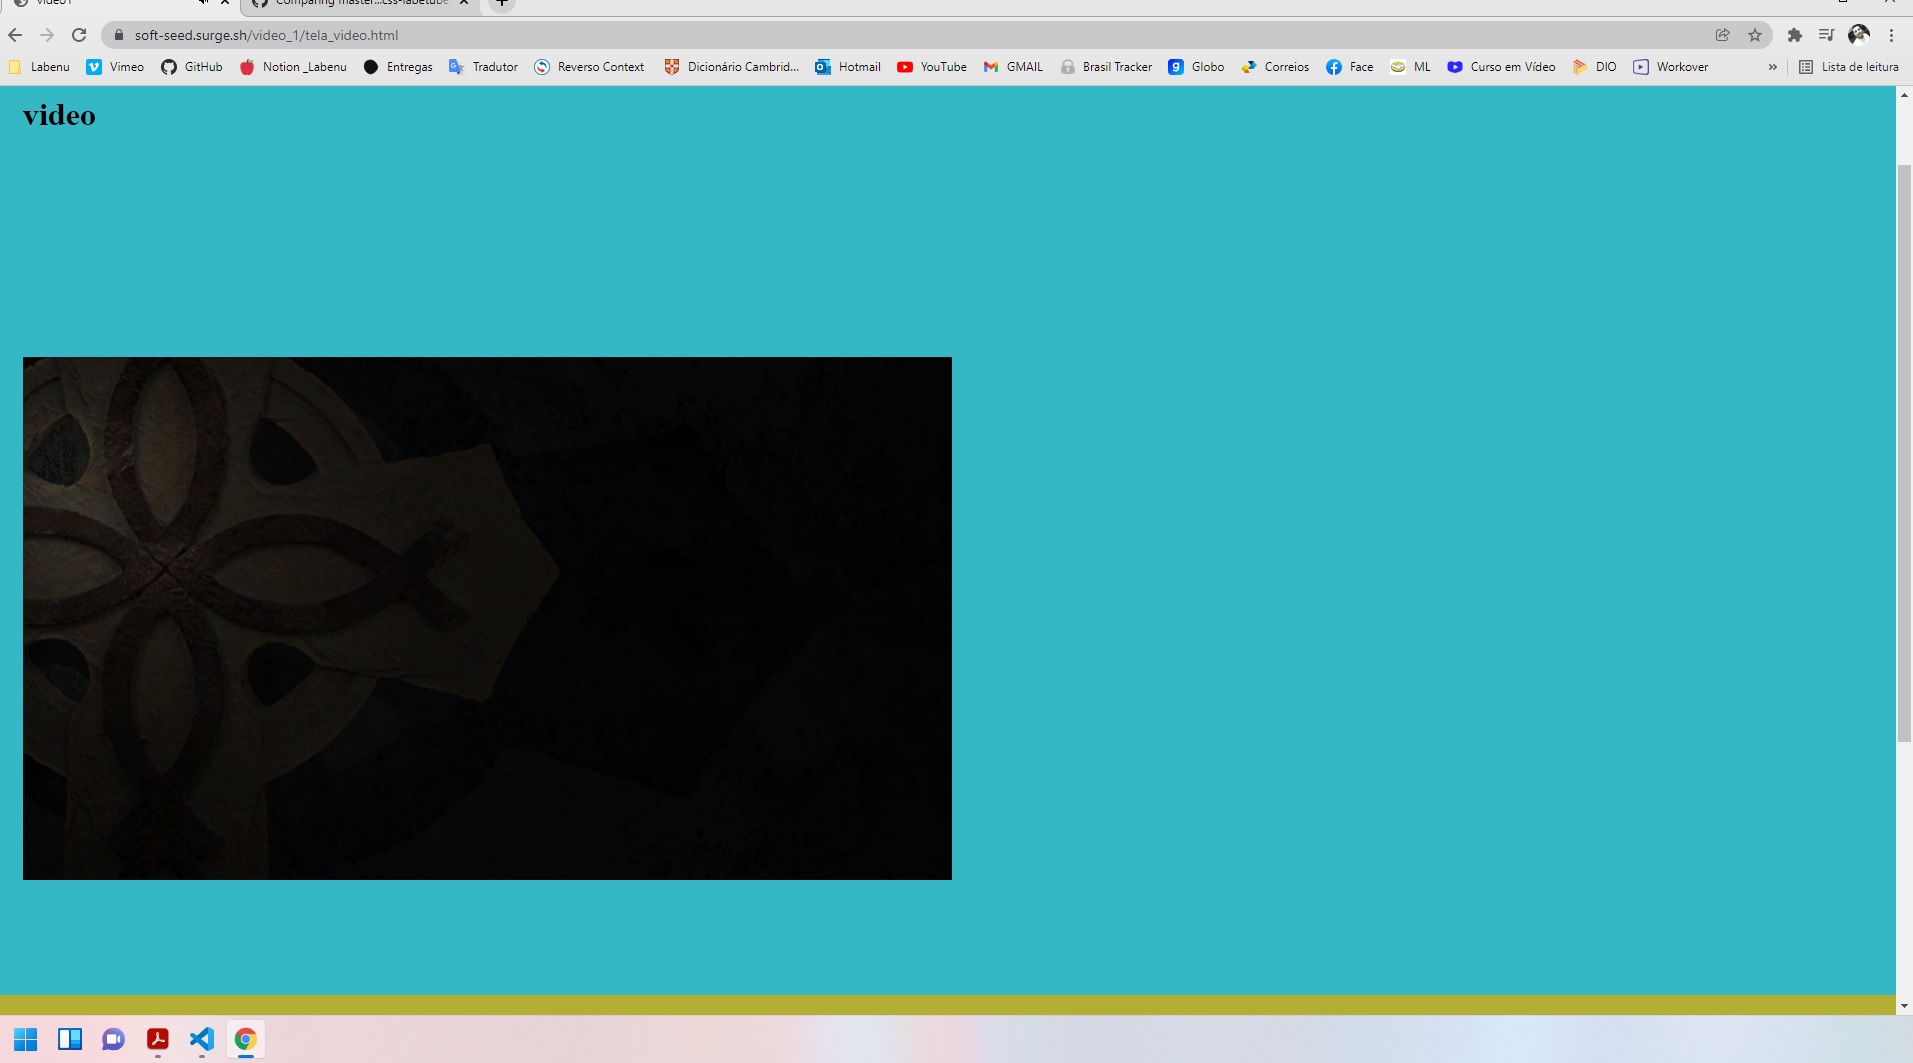 video1
Comparing master...css-labetube
soft-seed.surge.sh/video_1/tela_video.html
Labenu Vimeo GitHub Notion _Labenu Entregas Tradutor Reverso Context Dicionário Cambrid... Hotmail YouTube GMAIL Brasil Tracker Globo Correios Face ML Curso em Vídeo DIO Workover » Lista de leitura
video